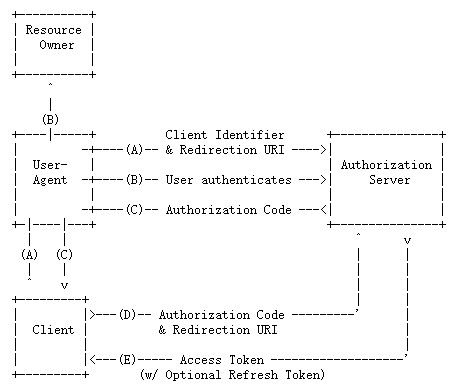 Resource
Owner
(B)
Client Identifier
(A) & Redirection URI
User-
Agent
(B) User authenticates
Authorization
Server
(C) Authorization Code
(A) (C)
(D) Authorization Code
Client
& Redirection URI
(E) Access Token
(w/ Optional Refresh Token)